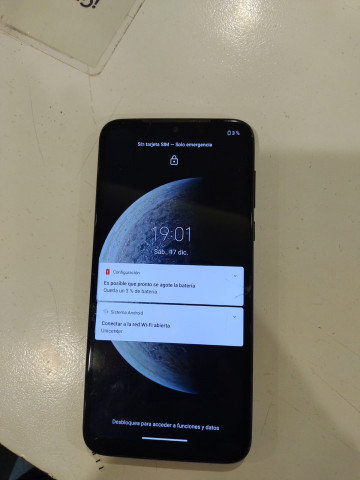 3 %
Sin tarjeta SIM — Solo emergencia
19:01
Sáb., 17 dic.
Configuración
Es posible que pronto se agote la batería
Queda un 3 % de batería
Sistema Android
Conectar a la red Wi-Fi abierta
Desbloquea para acceder a funciones y datos